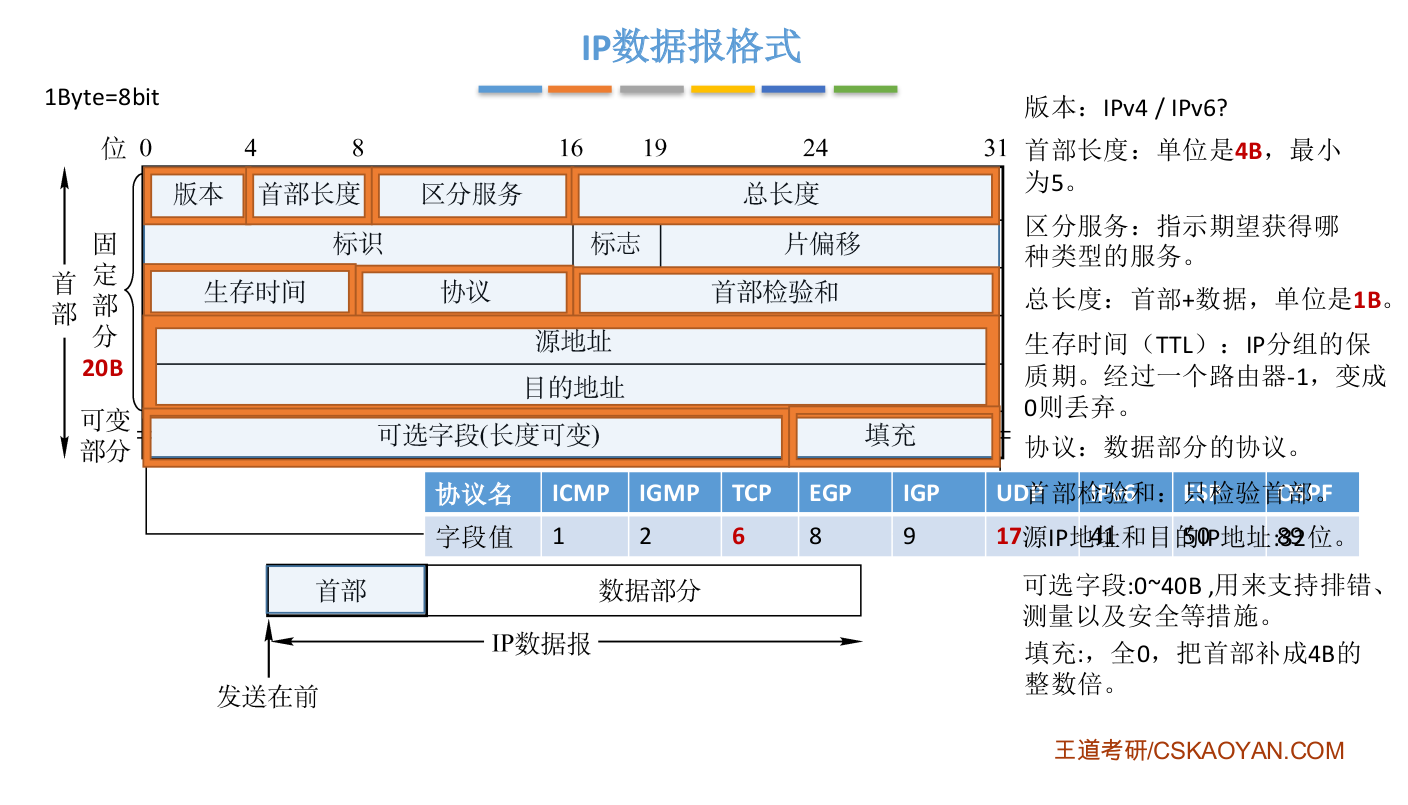 IP数据报格式
1Byte=8bit
位 0 4 8 16 19 24 31
版本 首部长度 区分服务 总长度
标识 标志 片偏移
生存时间 协议 首部检验和
源地址
目的地址
可选字段(长度可变) 填充
首部
固定部分
20B
可变
部分
协议名 ICMP IGMP TCP EGP IGP UDP IPv6 ESP OSPF
字段值 1 2 6 8 9 17 41 50 89
首部 数据部分
IP数据报
发送在前
版本：IPv4 / IPv6?
首部长度：单位是4B，最小
为5。
区分服务：指示期望获得哪
种类型的服务。
总长度：首部+数据，单位是1B。
生存时间（TTL）：IP分组的保
质期。经过一个路由器-1，变成
0则丢弃。
协议：数据部分的协议。
首部检验和：只检验首部。
源IP地址和目的IP地址:32位。
可选字段:0~40B ,用来支持排错、
测量以及安全等措施。
填充:，全0，把首部补成4B的
整数倍。
王道考研/CSKAOYAN.COM